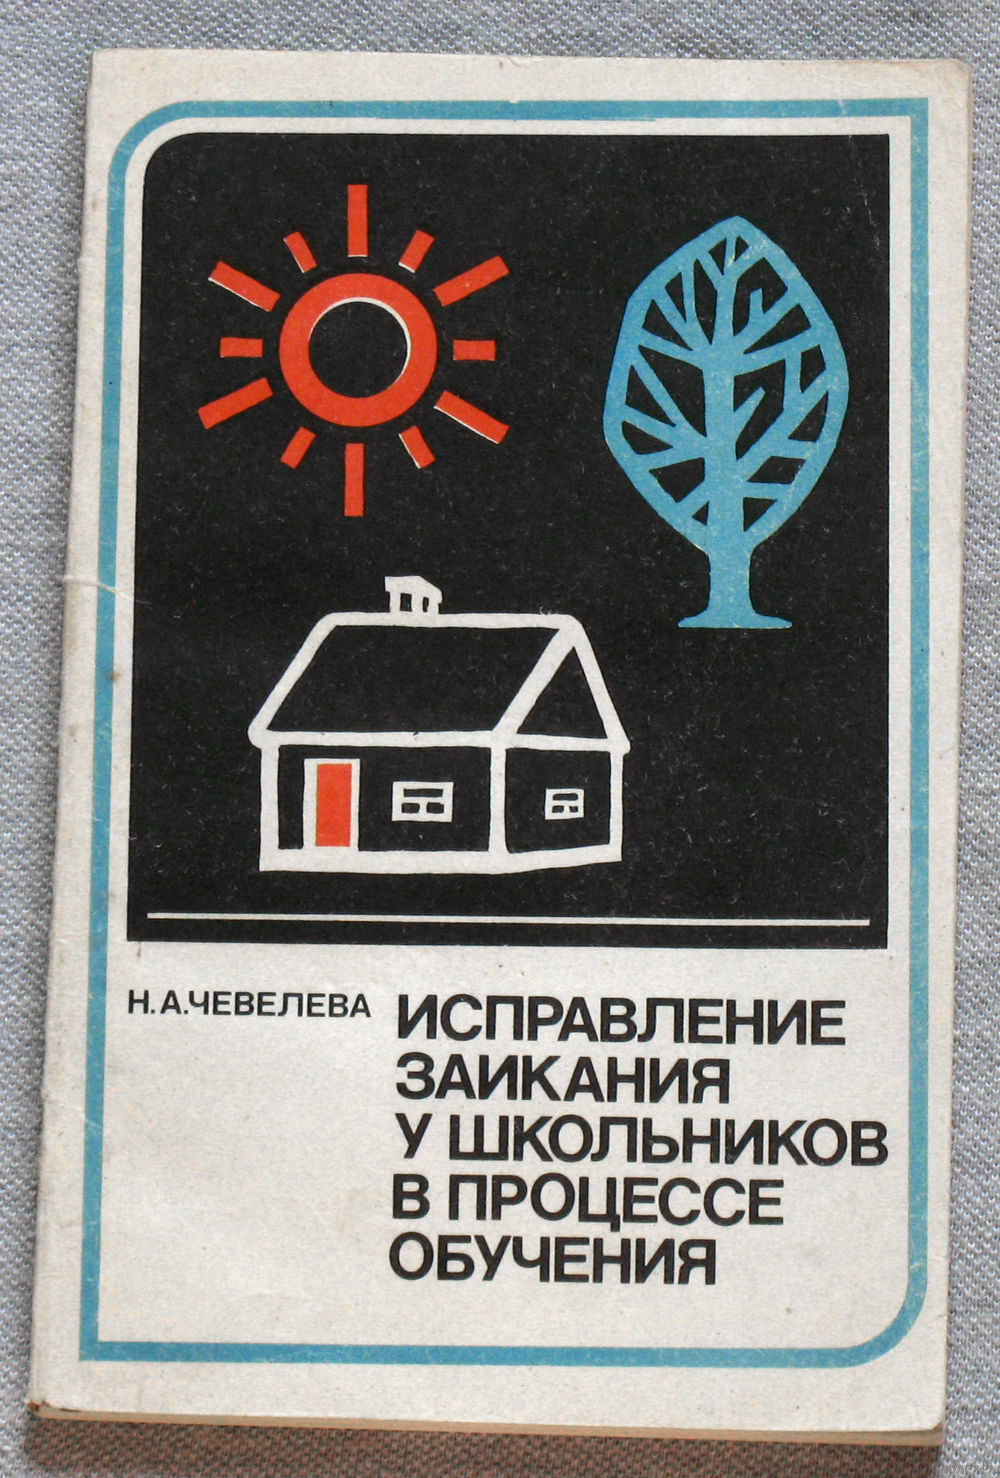 Н.А.ЧЕВЕЛЕВА
ИСПРАВЛЕНИЕ
ЗАИКАНИЯ
У ШКОЛЬНИКОВ
В ПРОЦЕССЕ
ОБУЧЕНИЯ